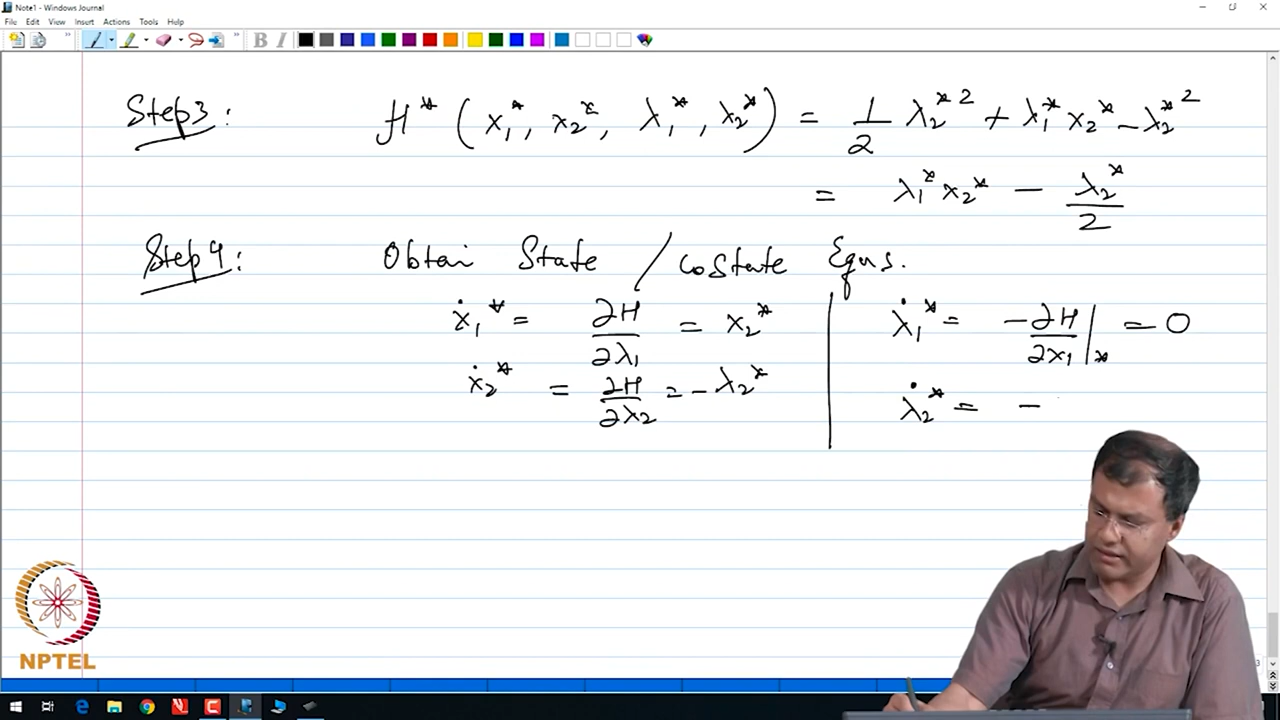 Note1 - Windows Journal
File Edit View Insert Actions Tools Help
B I
Step3: H* (x₁*, x₂*, λ₁*, λ₂*) = 1/2 λ₂*² + λ₁* x₂* - λ₂*²
= λ₁* x₂* - λ₂*/2
Step4: Obtai State / CoState Equs.
ẋ₁* = ∂H/∂λ₁ = x₂*
λ̇₁* = -∂H/∂x₁|* = 0
ẋ₂* = ∂H/∂λ₂ = -λ₂*
λ̇₂* = -
NPTEL